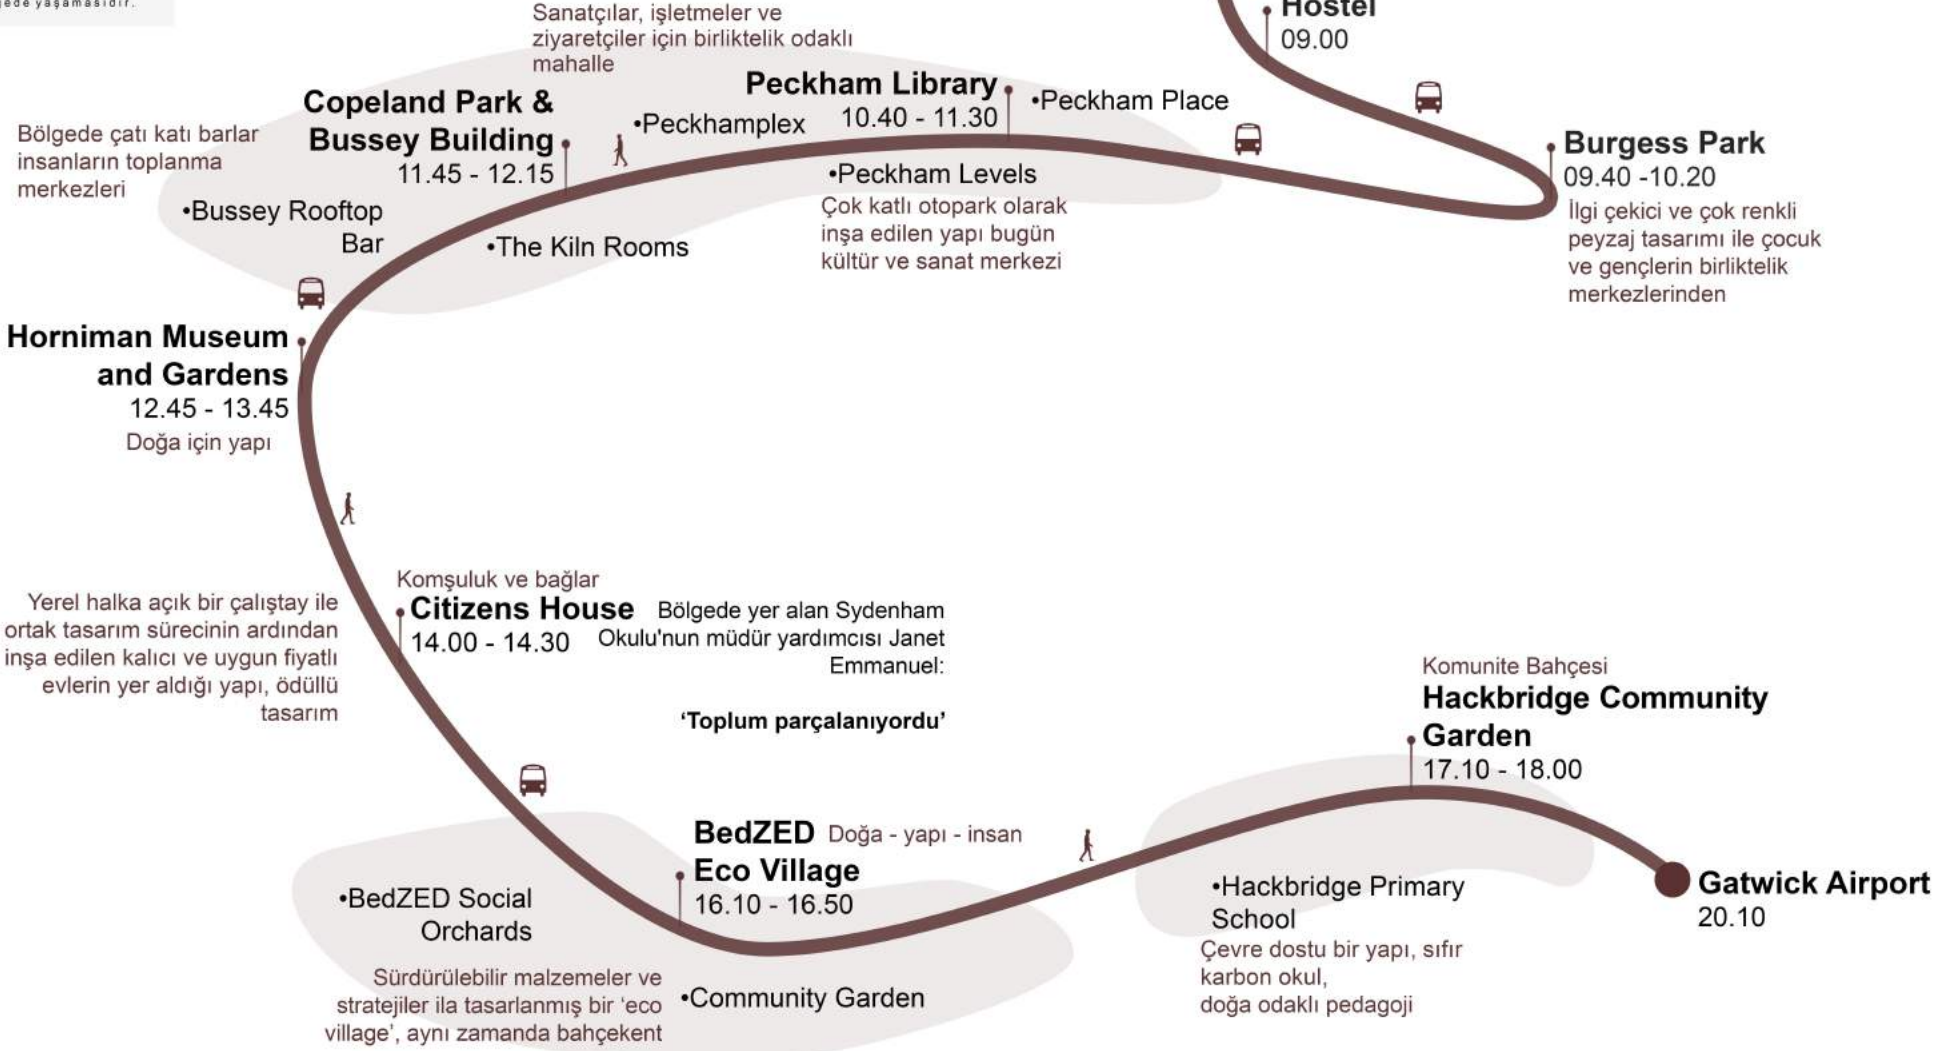 yaşamasıdır.
Sanatçılar, işletmeler ve
ziyaretçiler için birliktelik odaklı
mahalle
Hostel
09.00
Peckham Library
10.40 - 11.30
•Peckham Place
Copeland Park &
Bussey Building
11.45 - 12.15
•Peckhamplex
Bölgede çatı katı barlar
insanların toplanma
merkezleri
•Bussey Rooftop
Bar
•The Kiln Rooms
•Peckham Levels
Çok katlı otopark olarak
inşa edilen yapı bugün
kültür ve sanat merkezi
Burgess Park
09.40 -10.20
İlgi çekici ve çok renkli
peyzaj tasarımı ile çocuk
ve gençlerin birliktelik
merkezlerinden
Horniman Museum
and Gardens
12.45 - 13.45
Doğa için yapı
Komşuluk ve bağlar
Citizens House
14.00 - 14.30
Bölgede yer alan Sydenham
Okulu'nun müdür yardımcısı Janet
Emmanuel:
‘Toplum parçalanıyordu’
Yerel halka açık bir çalıştay ile
ortak tasarım sürecinin ardından
inşa edilen kalıcı ve uygun fiyatlı
evlerin yer aldığı yapı, ödüllü
tasarım
Komunite Bahçesi
Hackbridge Community
Garden
17.10 - 18.00
BedZED Doğa - yapı - insan
Eco Village
16.10 - 16.50
•BedZED Social
Orchards
Sürdürülebilir malzemeler ve
stratejiler ila tasarlanmış bir ‘eco
village’, aynı zamanda bahçekent
•Community Garden
•Hackbridge Primary
School
Çevre dostu bir yapı, sıfır
karbon okul,
doğa odaklı pedagoji
Gatwick Airport
20.10